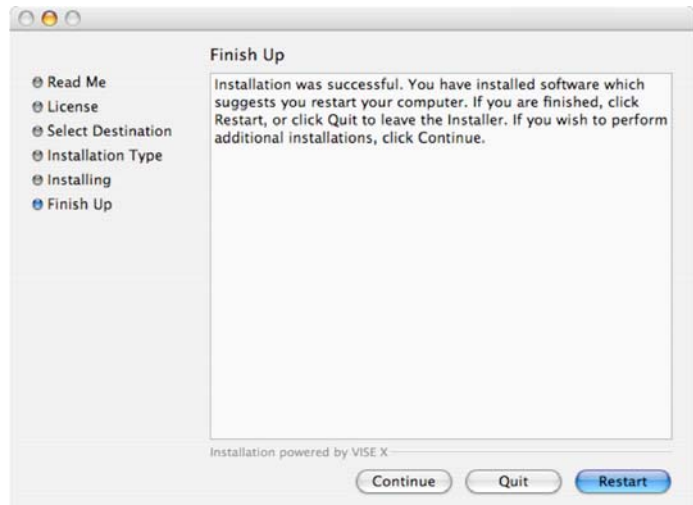 Finish Up
Read Me
License
Select Destination
Installation Type
Installing
Finish Up
Installation was successful. You have installed software which
suggests you restart your computer. If you are finished, click
Restart, or click Quit to leave the Installer. If you wish to perform
additional installations, click Continue.
Installation powered by VISE X
Continue
Quit
Restart